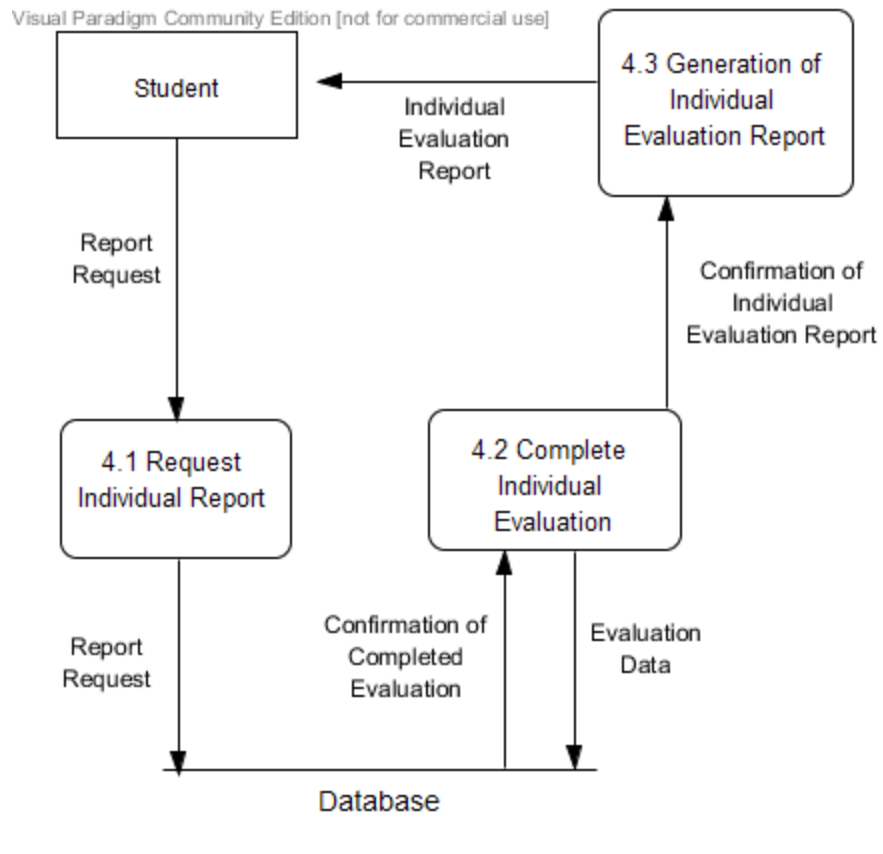 Visual Paradigm Community Edition [not for commercial use]
Student
4.3 Generation of
Individual
Evaluation Report
Individual
Evaluation
Report
Report
Request
Confirmation of
Individual
Evaluation Report
4.1 Request
Individual Report
4.2 Complete
Individual
Evaluation
Report
Request
Confirmation of
Completed
Evaluation
Evaluation
Data
Database